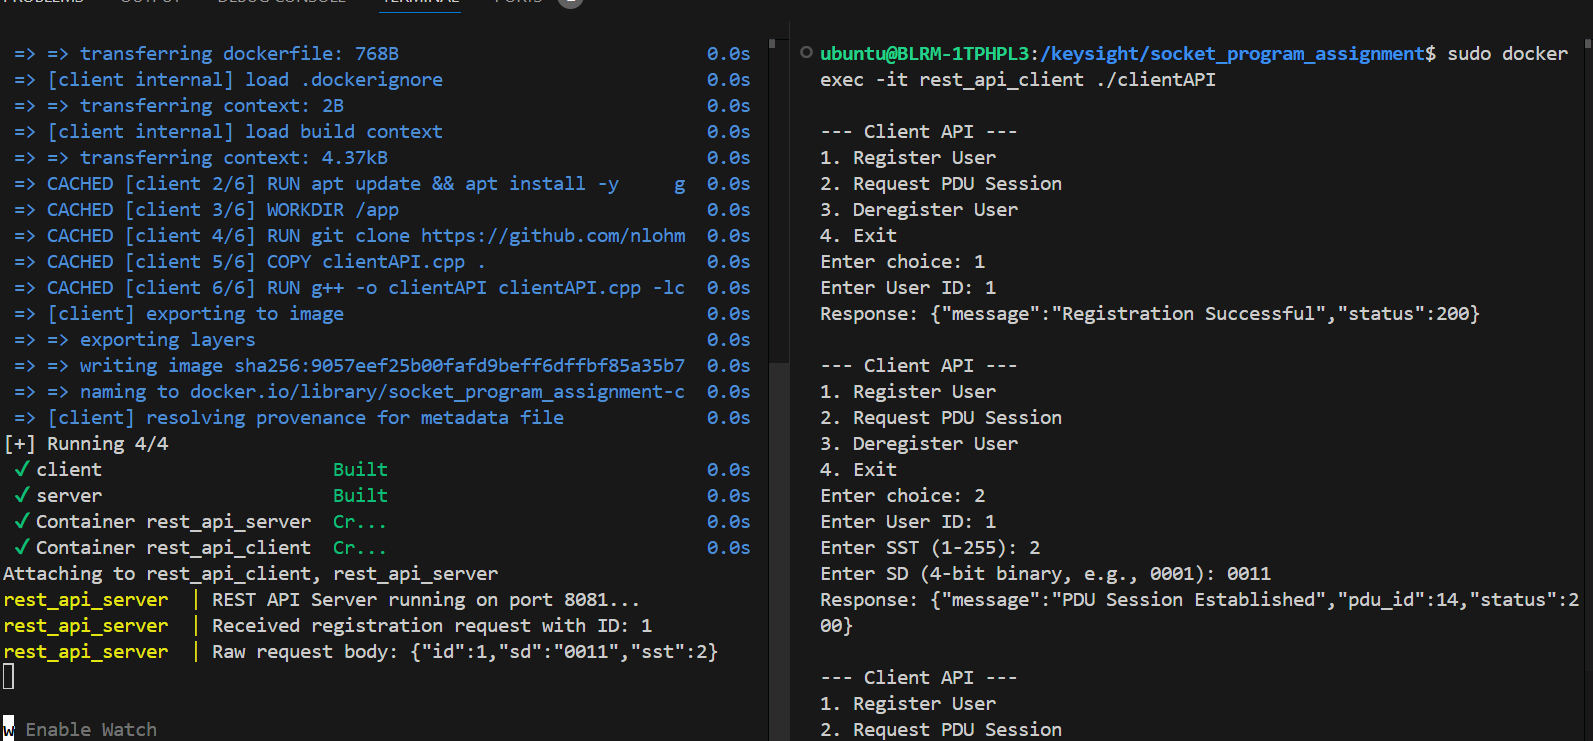 PROBLEMS OUTPUT DEBUG CONSOLE TERMINAL PORTS
=> => transferring dockerfile: 768B 0.0s
=> [client internal] load .dockerignore 0.0s
=> => transferring context: 2B 0.0s
=> [client internal] load build context 0.0s
=> => transferring context: 4.37kB 0.0s
=> CACHED [client 2/6] RUN apt update && apt install -y g 0.0s
=> CACHED [client 3/6] WORKDIR /app 0.0s
=> CACHED [client 4/6] RUN git clone https://github.com/nlohm 0.0s
=> CACHED [client 5/6] COPY clientAPI.cpp . 0.0s
=> CACHED [client 6/6] RUN g++ -o clientAPI clientAPI.cpp -lc 0.0s
=> [client] exporting to image 0.0s
=> => exporting layers 0.0s
=> => writing image sha256:9057eef25b00fafd9beff6dffbf85a35b7 0.0s
=> => naming to docker.io/library/socket_program_assignment-c 0.0s
=> [client] resolving provenance for metadata file 0.0s
[+] Running 4/4
✓ client Built 0.0s
✓ server Built 0.0s
✓ Container rest_api_server Cr... 0.0s
✓ Container rest_api_client Cr... 0.0s
Attaching to rest_api_client, rest_api_server
rest_api_server | REST API Server running on port 8081...
rest_api_server | Received registration request with ID: 1
rest_api_server | Raw request body: {"id":1,"sd":"0011","sst":2}
w Enable Watch
ubuntu@BLRM-1TPHPL3:/keysight/socket_program_assignment$ sudo docker
exec -it rest_api_client ./clientAPI
--- Client API ---
1. Register User
2. Request PDU Session
3. Deregister User
4. Exit
Enter choice: 1
Enter User ID: 1
Response: {"message":"Registration Successful","status":200}
--- Client API ---
1. Register User
2. Request PDU Session
3. Deregister User
4. Exit
Enter choice: 2
Enter User ID: 1
Enter SST (1-255): 2
Enter SD (4-bit binary, e.g., 0001): 0011
Response: {"message":"PDU Session Established","pdu_id":14,"status":2
00}
--- Client API ---
1. Register User
2. Request PDU Session